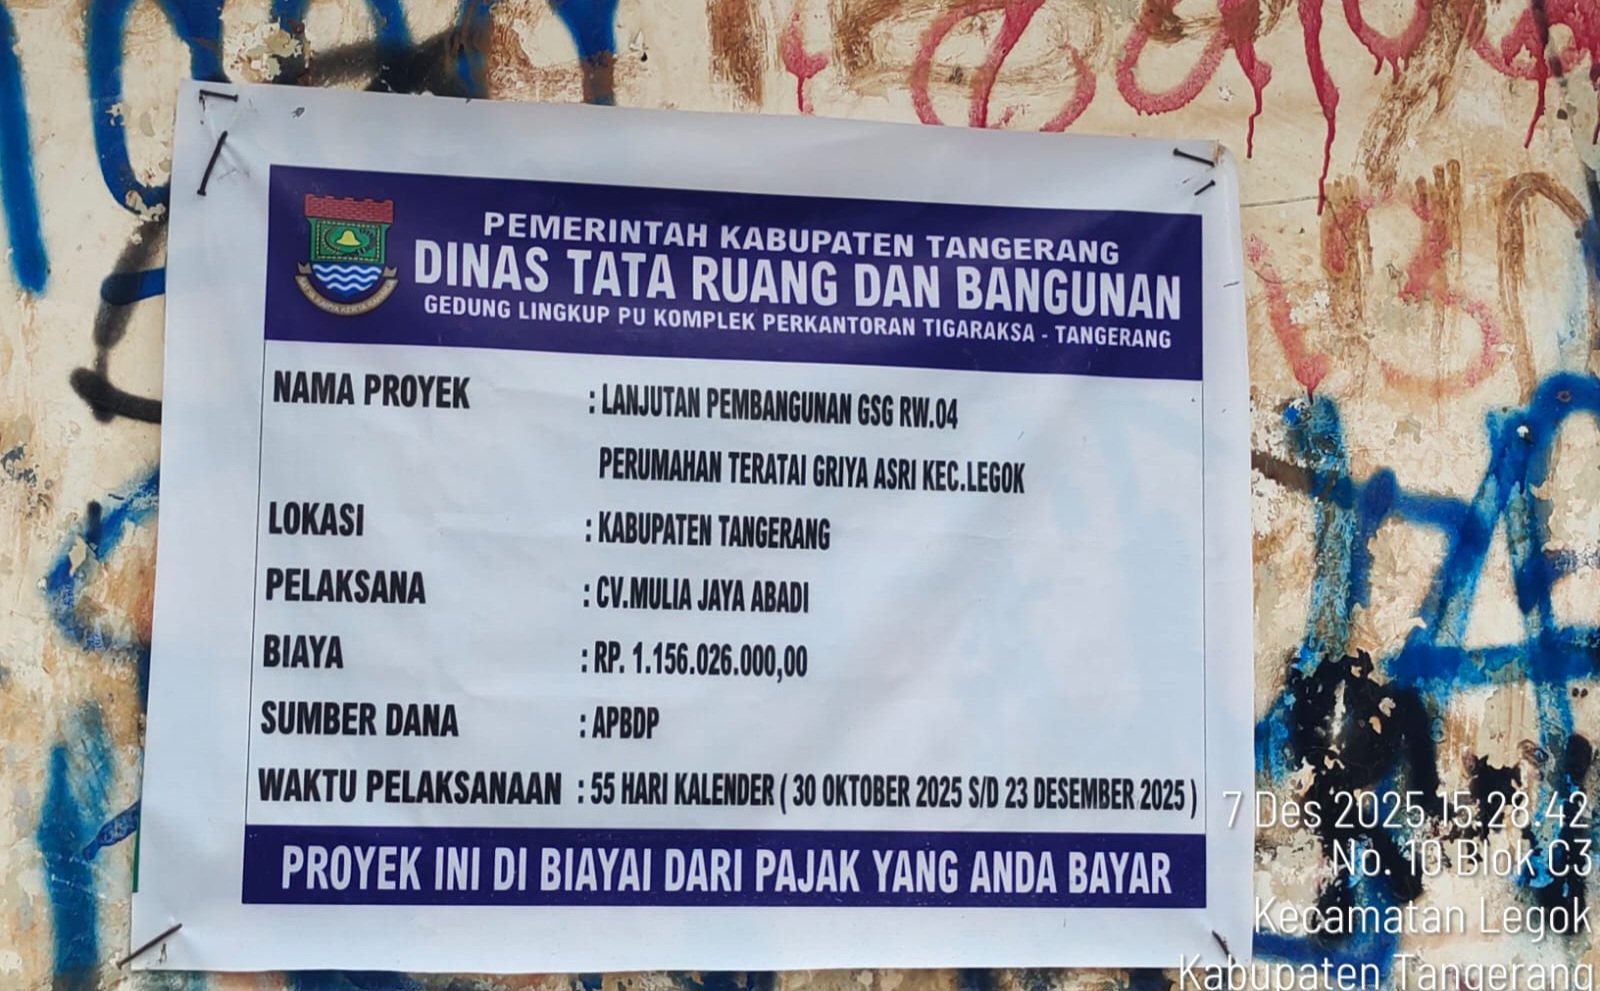 PEMERINTAH KABUPATEN TANGERANG
DINAS TATA RUANG DAN BANGUNAN
GEDUNG LINGKUP PU KOMPLEK PERKANTORAN TIGARAKSA - TANGERANG
NAMA PROYEK : LANJUTAN PEMBANGUNAN GSG RW.04
PERUMAHAN TERATAI GRIYA ASRI KEC.LEGOK
LOKASI : KABUPATEN TANGERANG
PELAKSANA : CV.MULIA JAYA ABADI
BIAYA : RP. 1.156.026.000,00
SUMBER DANA : APBDP
WAKTU PELAKSANAAN : 55 HARI KALENDER ( 30 OKTOBER 2025 S/D 23 DESEMBER 2025 )
PROYEK INI DI BIAYAI DARI PAJAK YANG ANDA BAYAR
7 Des 2025 15.28.42
No. 10 Blok C3
Kecamatan Legok
Kabupaten Tangerang